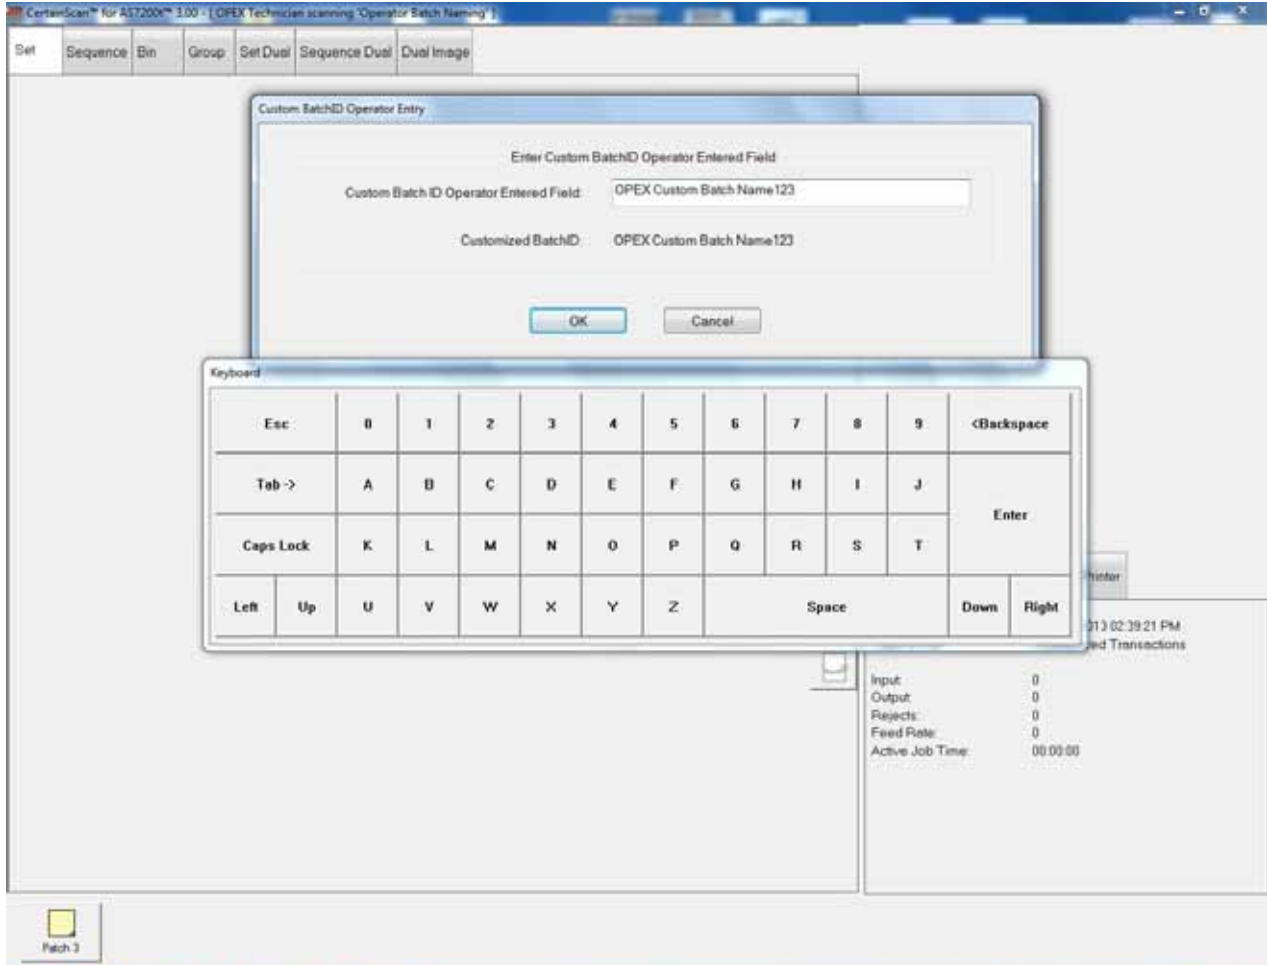 CertainScan™ for AS7200i™ 3.00 - [ OPEX Technician scanning 'Operator Batch Naming' ]
Set Sequence Bin Group Set Dual Sequence Dual Dual Image
Custom BatchID Operator Entry
Enter Custom BatchID Operator Entered Field
Custom Batch ID Operator Entered Field: OPEX Custom Batch Name123
Customized BatchID: OPEX Custom Batch Name123
OK Cancel
Keyboard
Esc 0 1 2 3 4 5 6 7 8 9 <Backspace
Tab -> A B C D E F G H I J
Enter
Caps Lock K L M N O P Q R S T
Left Up U V W X Y Z Space Down Right
Printer
013 02:39:21 PM
Transactions
Input: 0
Output: 0
Rejects: 0
Feed Rate: 0
Active Job Time: 00:00:00
Patch 3